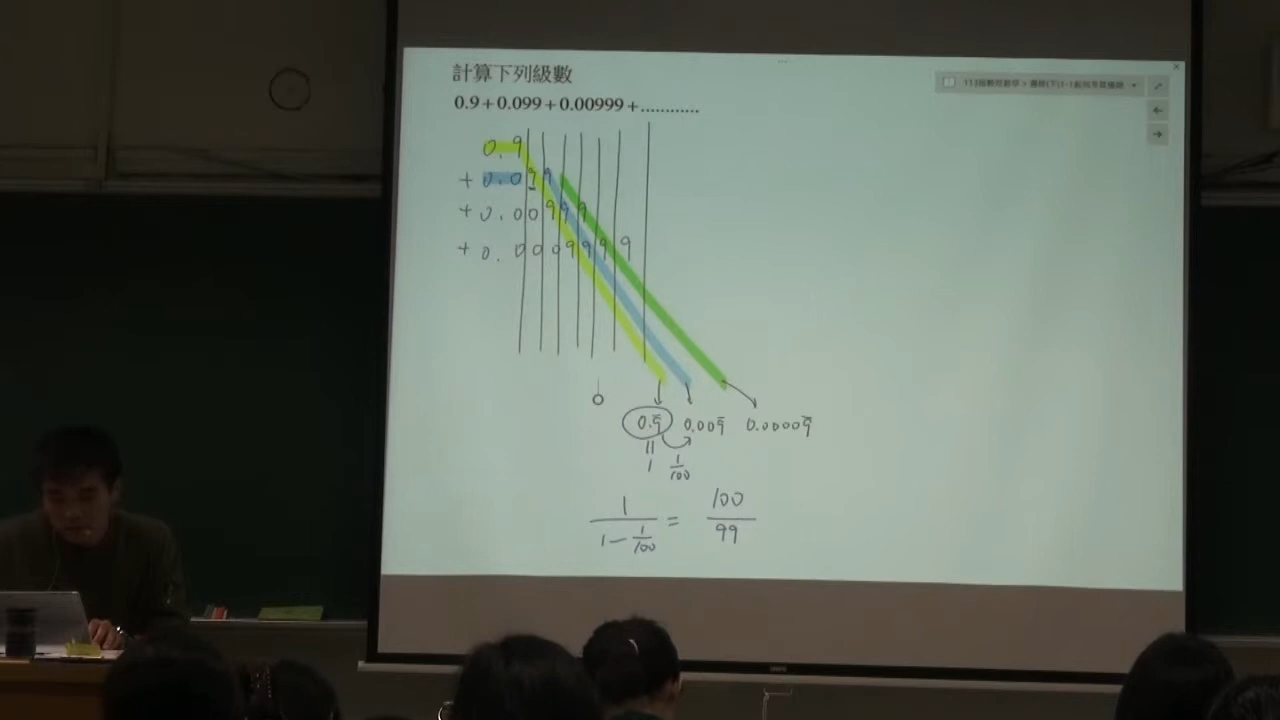 計算下列級數
0.9+0.099+0.00999+............
0.9
+ 0.099
+ 0.00999
+ 0.0009999
0
0.9̅ 0.009̅ 0.00009̅
॥
1 1/100
1/(1-1/100) = 100/99